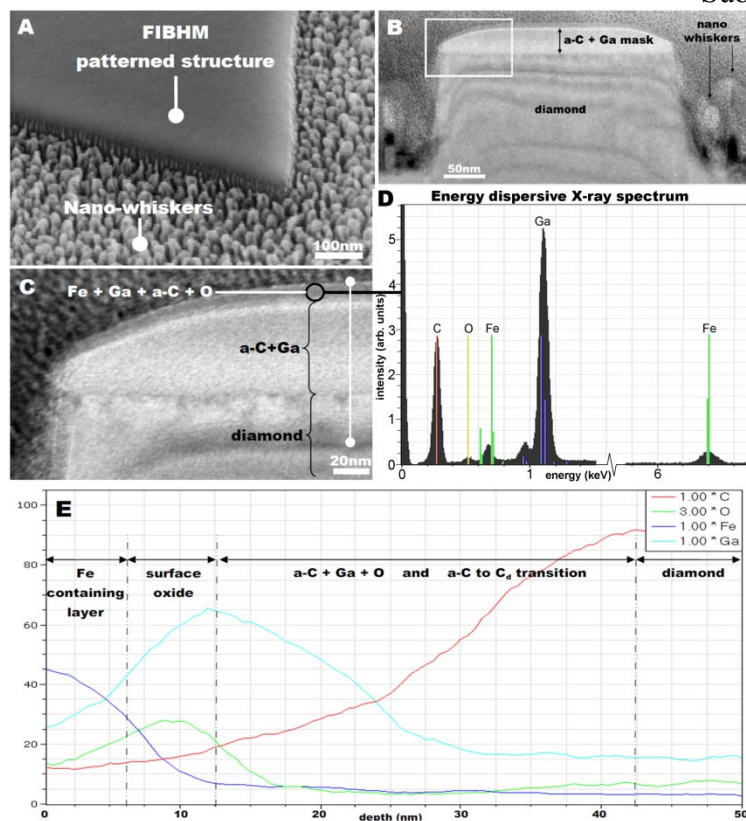 Sub
A
FIBHM
patterned structure
Nano-whiskers
100nm
B
a-C + Ga mask
nano
whiskers
diamond
50nm
C
Fe + Ga + a-C + O
a-C+Ga
diamond
20nm
D
Energy dispersive X-ray spectrum
Ga
C
O
Fe
Fe
intensity (arb. units)
5
4
3
2
1
0
0
1
6
energy (keV)
E
1.00 * C
3.00 * O
1.00 * Fe
1.00 * Ga
Fe
containing
layer
surface
oxide
a-C + Ga + O and a-C to Cd transition
diamond
100
80
60
40
20
0
0
10
20
30
40
50
depth (nm)